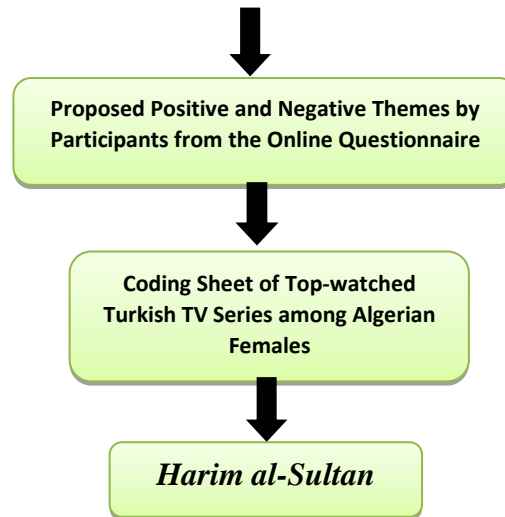 Proposed Positive and Negative Themes by
Participants from the Online Questionnaire
Coding Sheet of Top-watched
Turkish TV Series among Algerian
Females
Harim al-Sultan